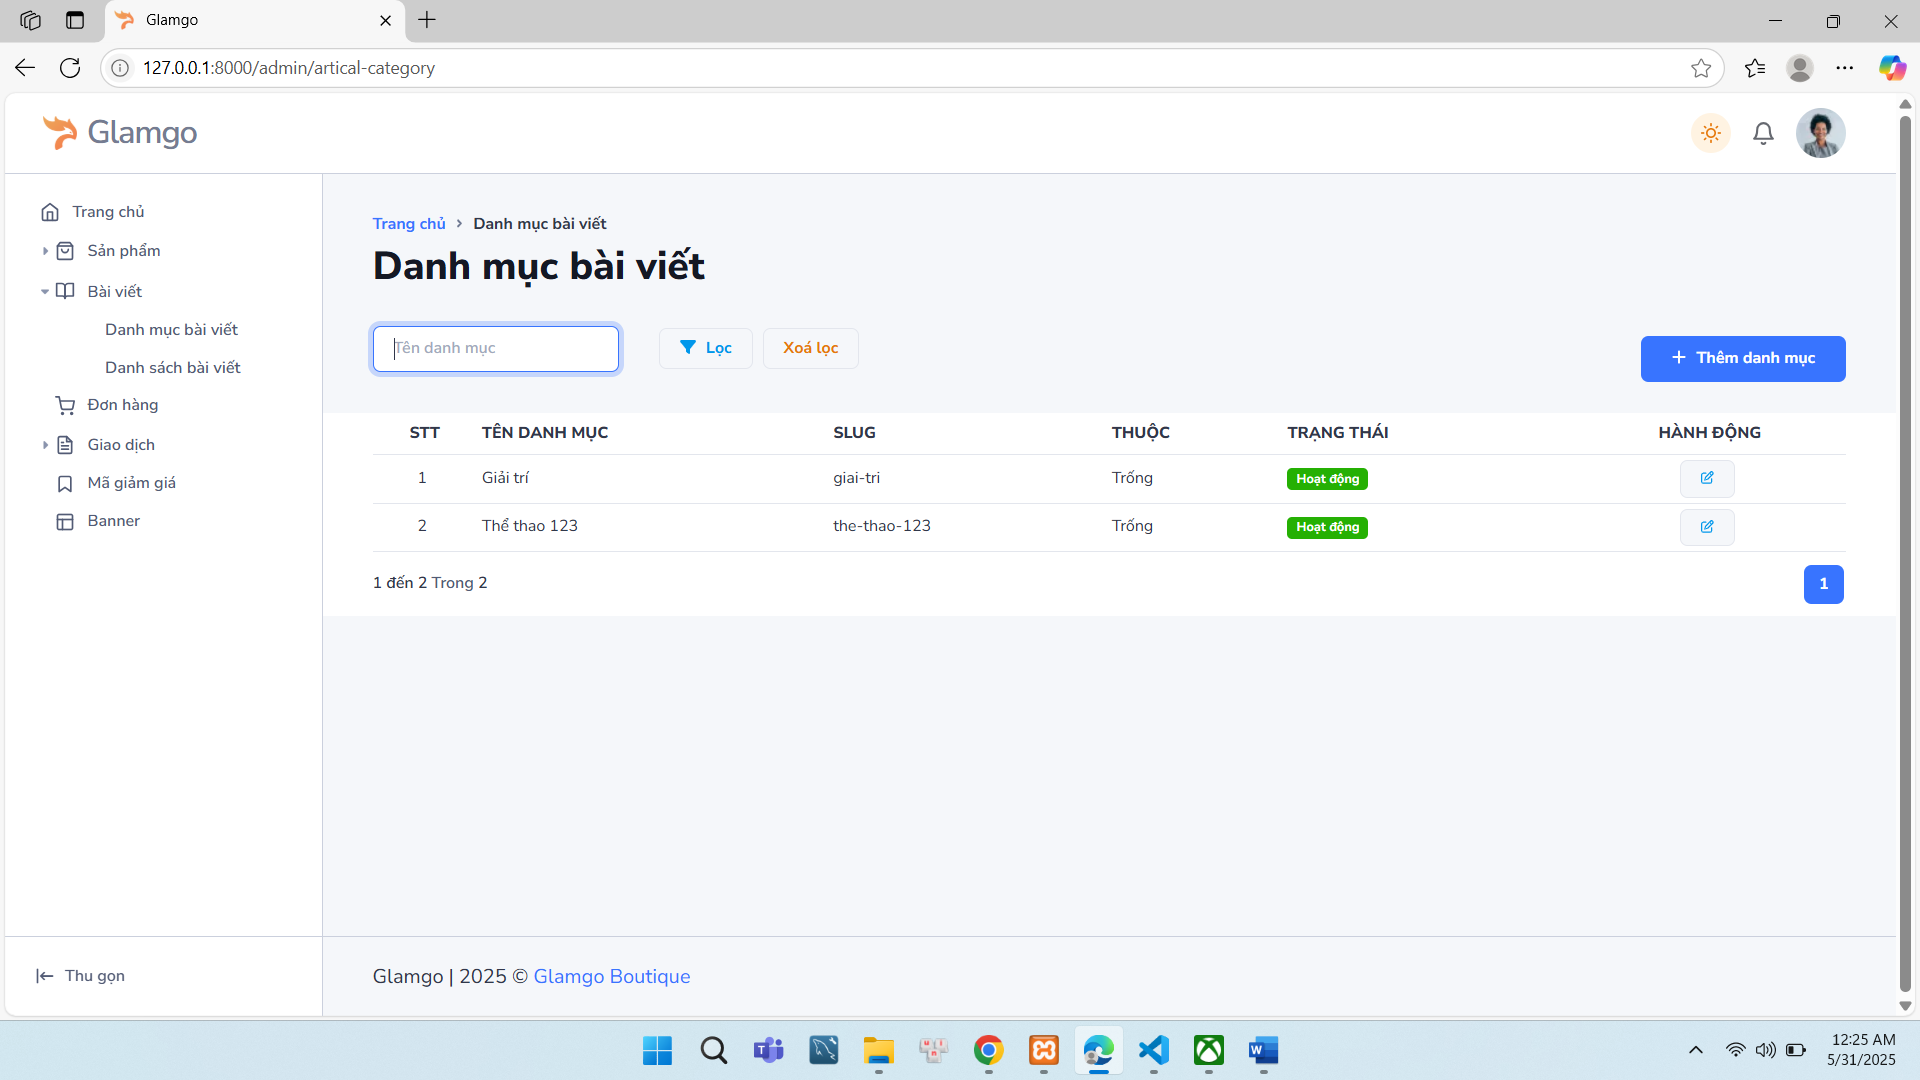 Glamgo
127.0.0.1:8000/admin/artical-category
Glamgo
Trang chủ
Sản phẩm
Bài viết
Danh mục bài viết
Danh sách bài viết
Đơn hàng
Giao dịch
Mã giảm giá
Banner
Thu gọn
Trang chủ › Danh mục bài viết
Danh mục bài viết
Tên danh mục
Lọc
Xoá lọc
+ Thêm danh mục
STT TÊN DANH MỤC SLUG THUỘC TRẠNG THÁI HÀNH ĐỘNG
1 Giải trí giai-tri Trống Hoạt động
2 Thể thao 123 the-thao-123 Trống Hoạt động
1 đến 2 Trong 2
1
Glamgo | 2025 © Glamgo Boutique
12:25 AM
5/31/2025